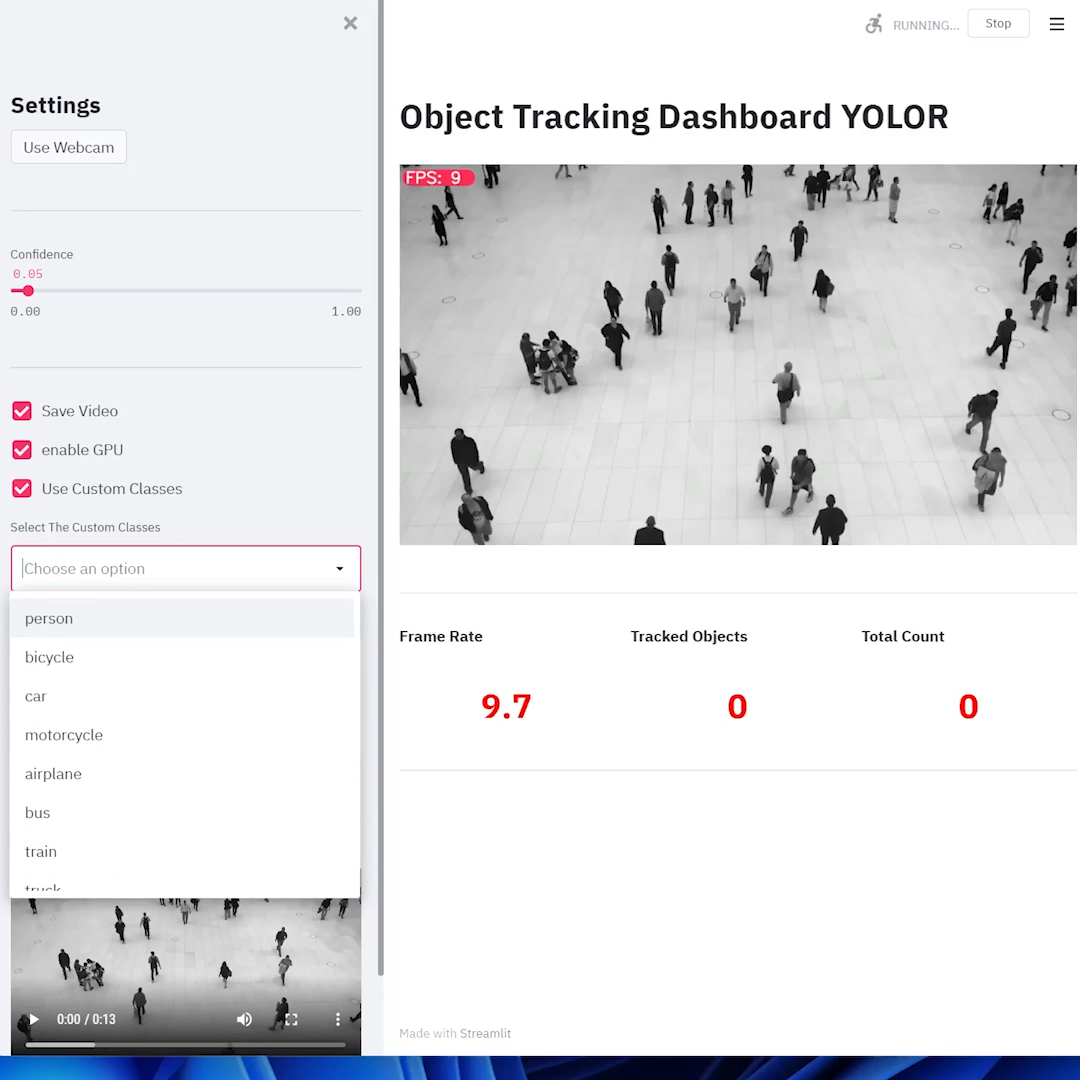 RUNNING...
Stop
Settings
Use Webcam
Confidence
0.05
0.00 1.00
Save Video
enable GPU
Use Custom Classes
Select The Custom Classes
Choose an option
person
bicycle
car
motorcycle
airplane
bus
train
truck
0:00 / 0:13
Object Tracking Dashboard YOLOR
FPS: 9
Frame Rate Tracked Objects Total Count
9.7 0 0
Made with Streamlit